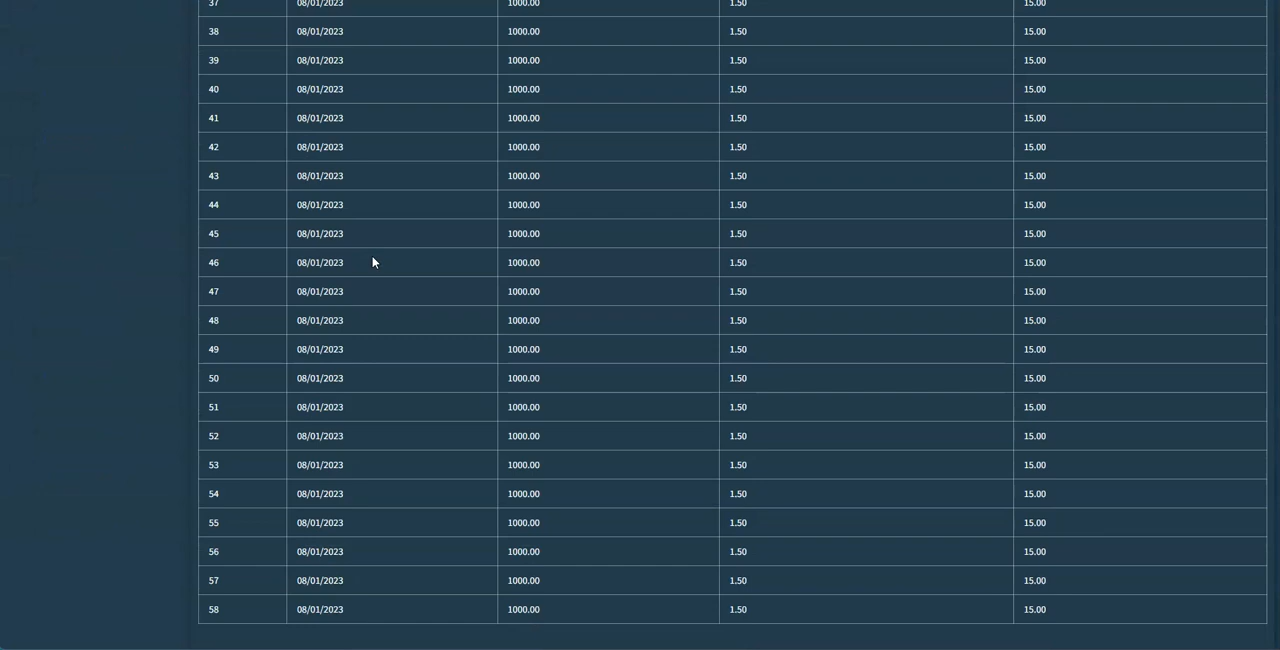 37 08/01/2023 1000.00 1.50 15.00
38 08/01/2023 1000.00 1.50 15.00
39 08/01/2023 1000.00 1.50 15.00
40 08/01/2023 1000.00 1.50 15.00
41 08/01/2023 1000.00 1.50 15.00
42 08/01/2023 1000.00 1.50 15.00
43 08/01/2023 1000.00 1.50 15.00
44 08/01/2023 1000.00 1.50 15.00
45 08/01/2023 1000.00 1.50 15.00
46 08/01/2023 1000.00 1.50 15.00
47 08/01/2023 1000.00 1.50 15.00
48 08/01/2023 1000.00 1.50 15.00
49 08/01/2023 1000.00 1.50 15.00
50 08/01/2023 1000.00 1.50 15.00
51 08/01/2023 1000.00 1.50 15.00
52 08/01/2023 1000.00 1.50 15.00
53 08/01/2023 1000.00 1.50 15.00
54 08/01/2023 1000.00 1.50 15.00
55 08/01/2023 1000.00 1.50 15.00
56 08/01/2023 1000.00 1.50 15.00
57 08/01/2023 1000.00 1.50 15.00
58 08/01/2023 1000.00 1.50 15.00